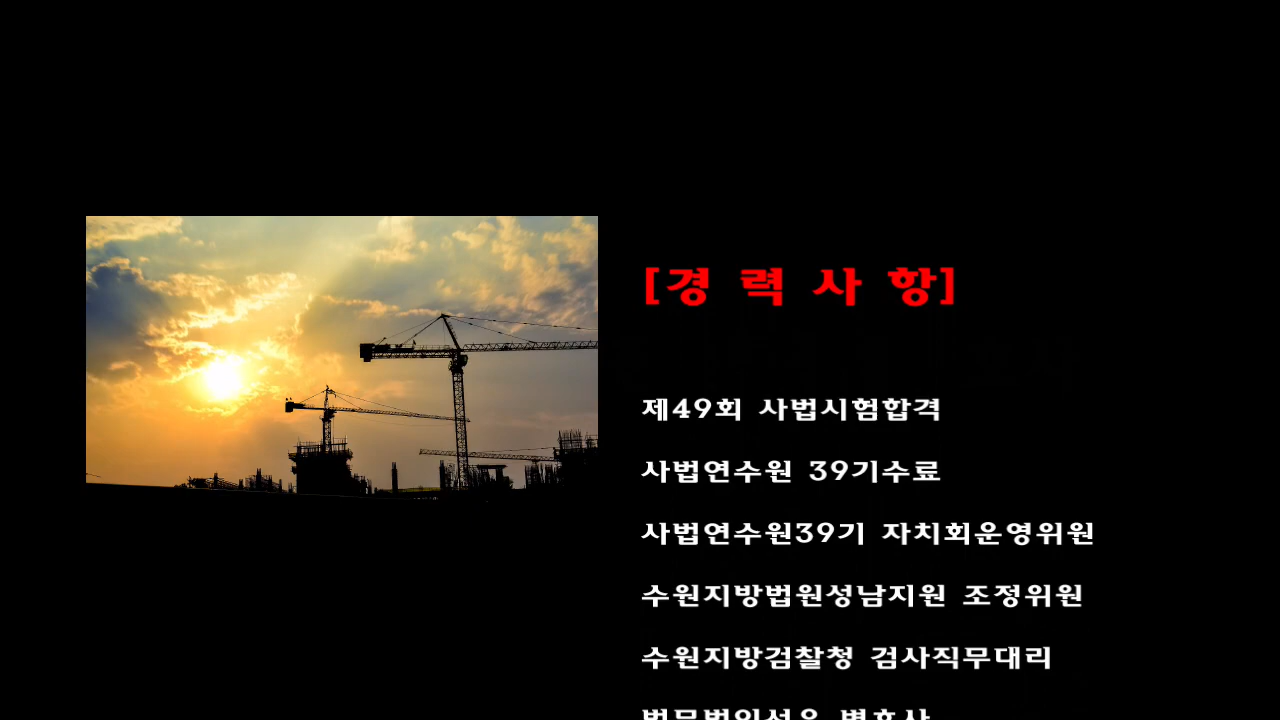 [경 력 사 항]
제49회 사법시험합격
사법연수원 39기수료
사법연수원39기 자치회운영위원
수원지방법원성남지원 조정위원
수원지방검찰청 검사직무대리